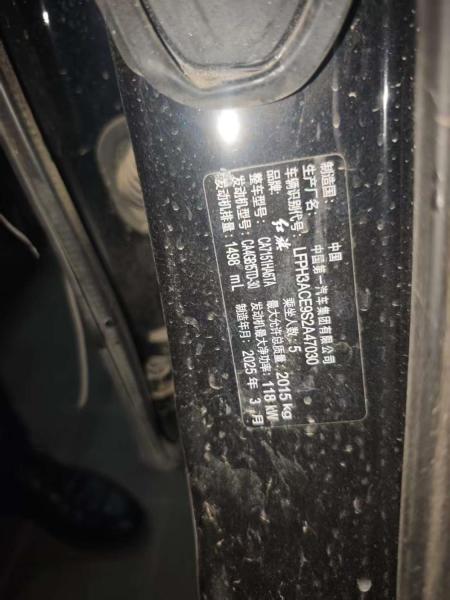 制造国：中国
生产厂名：中国第一汽车集团有限公司
车辆识别代号：LFPH3ACE9S2A47030
品牌：红旗 乘坐人数：5
整车型号：CA7151HA6TA 最大允许总质量：2015 kg
发动机型号：CA4GB15TD-30 发动机最大净功率：118 kW
发动机排量：1498 mL 制造年月：2025 年 3 月